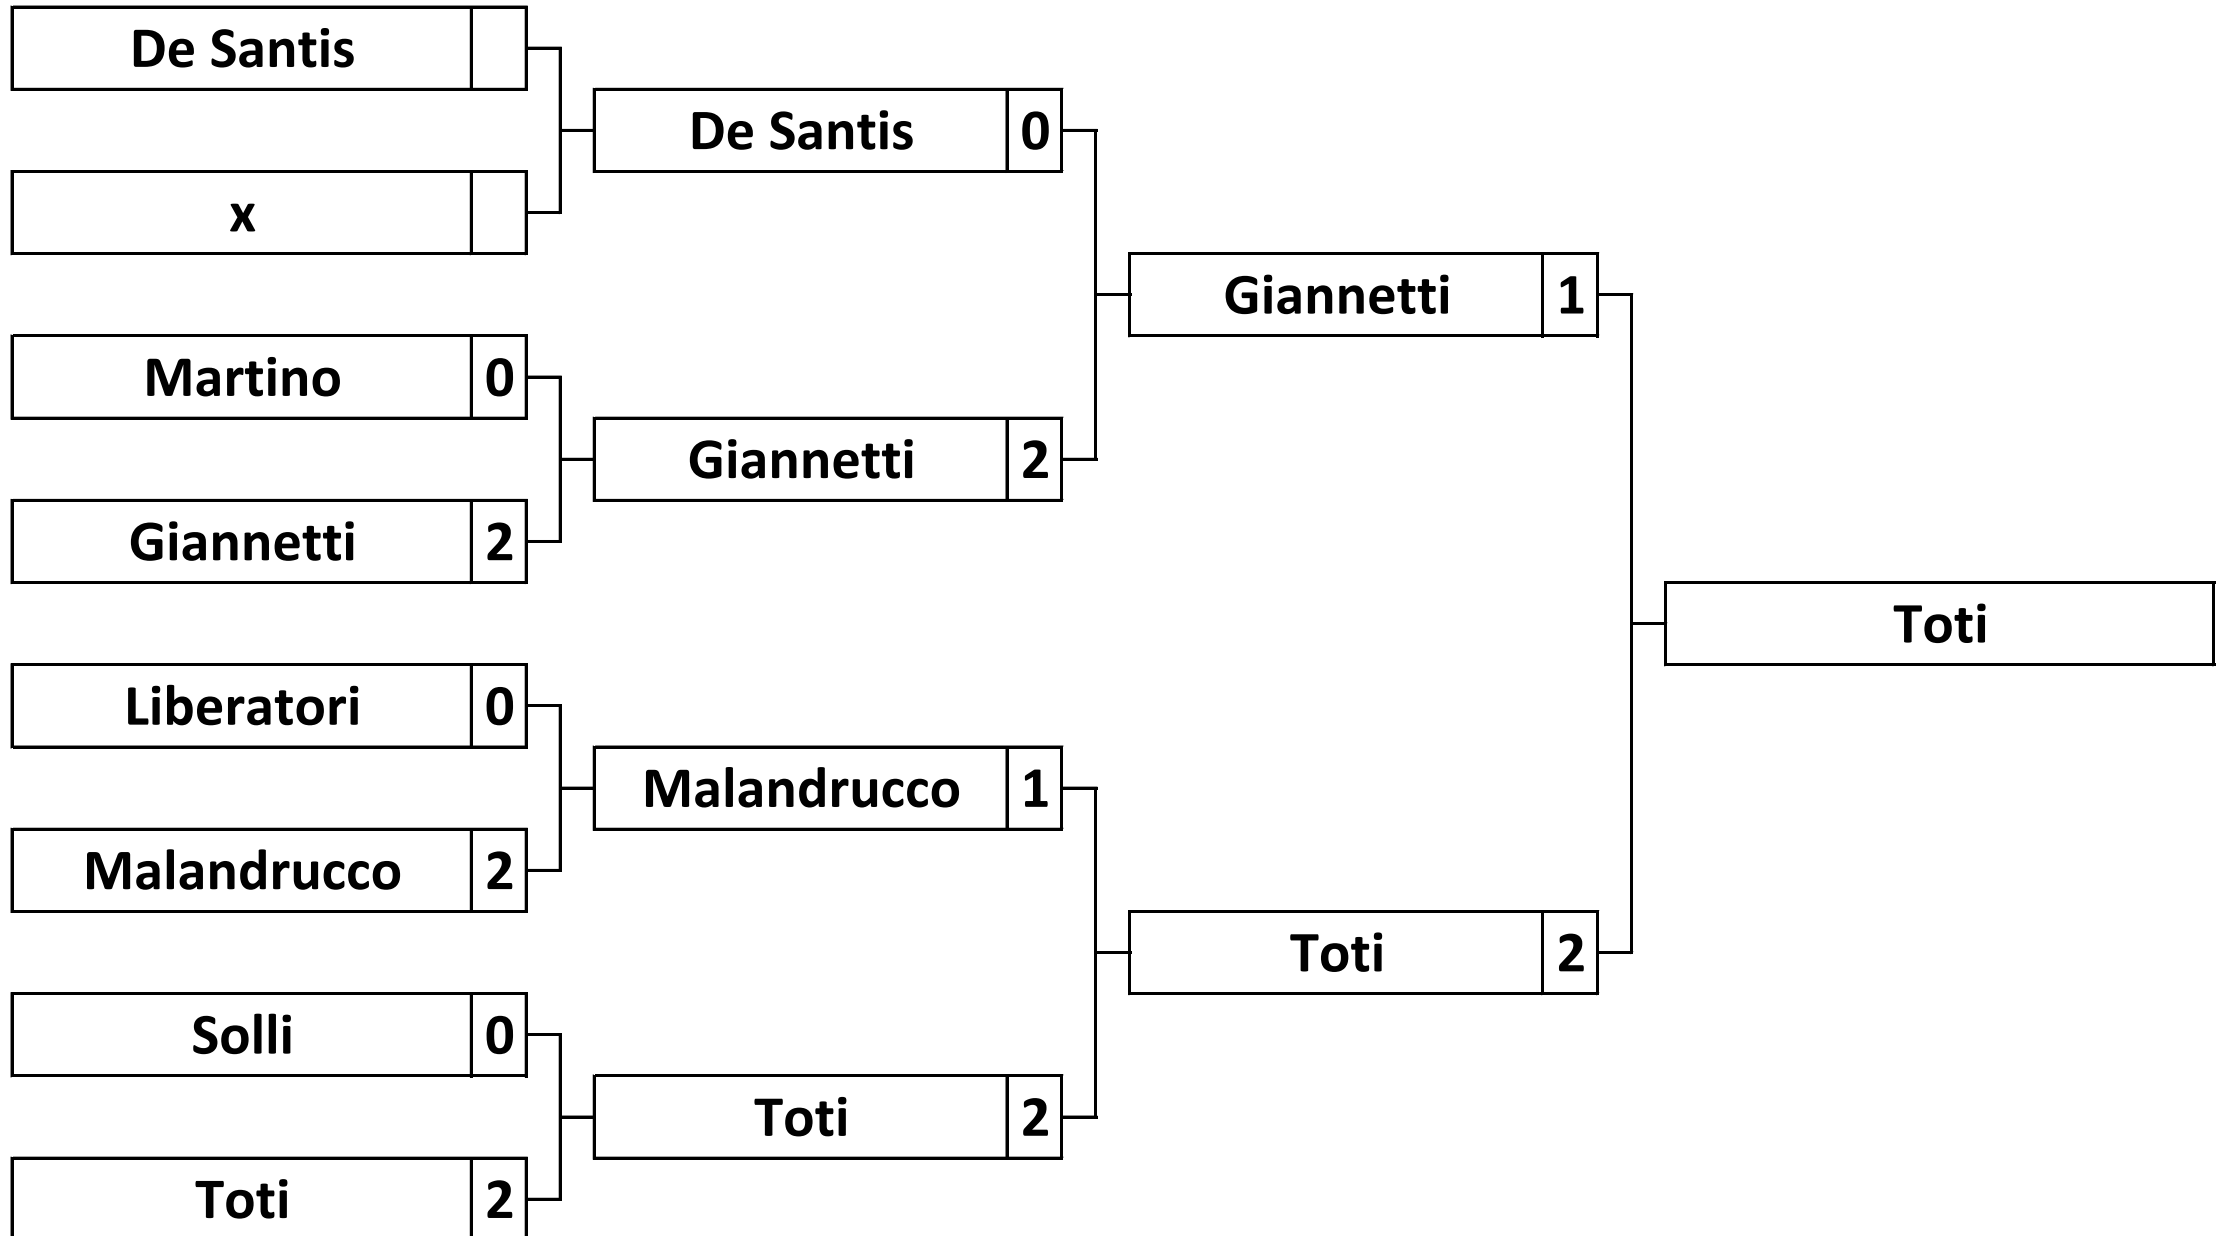 De Santis
x
Martino 0
Giannetti 2
Liberatori 0
Malandrucco 2
Solli 0
Toti 2
De Santis 0
Giannetti 2
Malandrucco 1
Toti 2
Giannetti 1
Toti 2
Toti